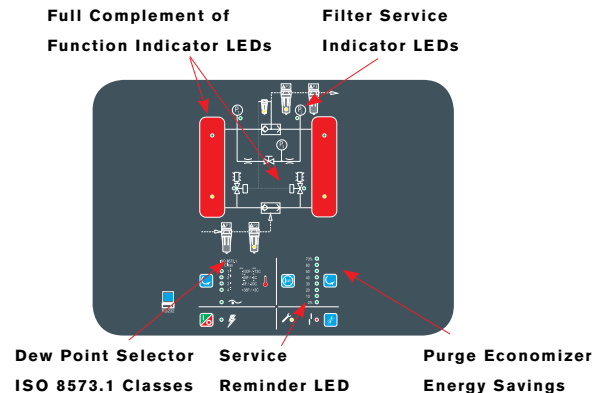 Full Complement of
Function Indicator LEDs
Filter Service
Indicator LEDs
Dew Point Selector
ISO 8573.1 Classes
Service
Reminder LED
Purge Economizer
Energy Savings